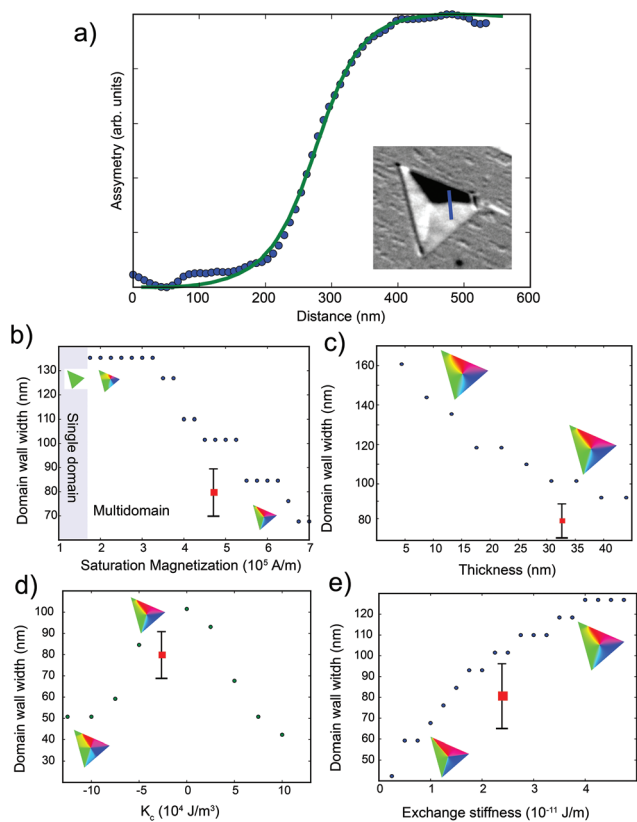 a)
Assymetry (arb. units)
0 100 200 300 400 500 600
Distance (nm)
b)
Domain wall width (nm)
130
120
110
100
90
80
70
Single domain
Multidomain
1 2 3 4 5 6 7
Saturation Magnetization (10⁵ A/m)
c)
Domain wall width (nm)
160
140
120
100
80
5 10 15 20 25 30 35 40
Thickness (nm)
d)
Domain wall width (nm)
100
90
80
70
60
50
40
30
-10 -5 0 5 10
K_c (10⁴ J/m³)
e)
Domain wall witdh (nm)
120
110
100
90
80
70
60
50
0 1 2 3 4
Exchange stiffness (10⁻¹¹ J/m)